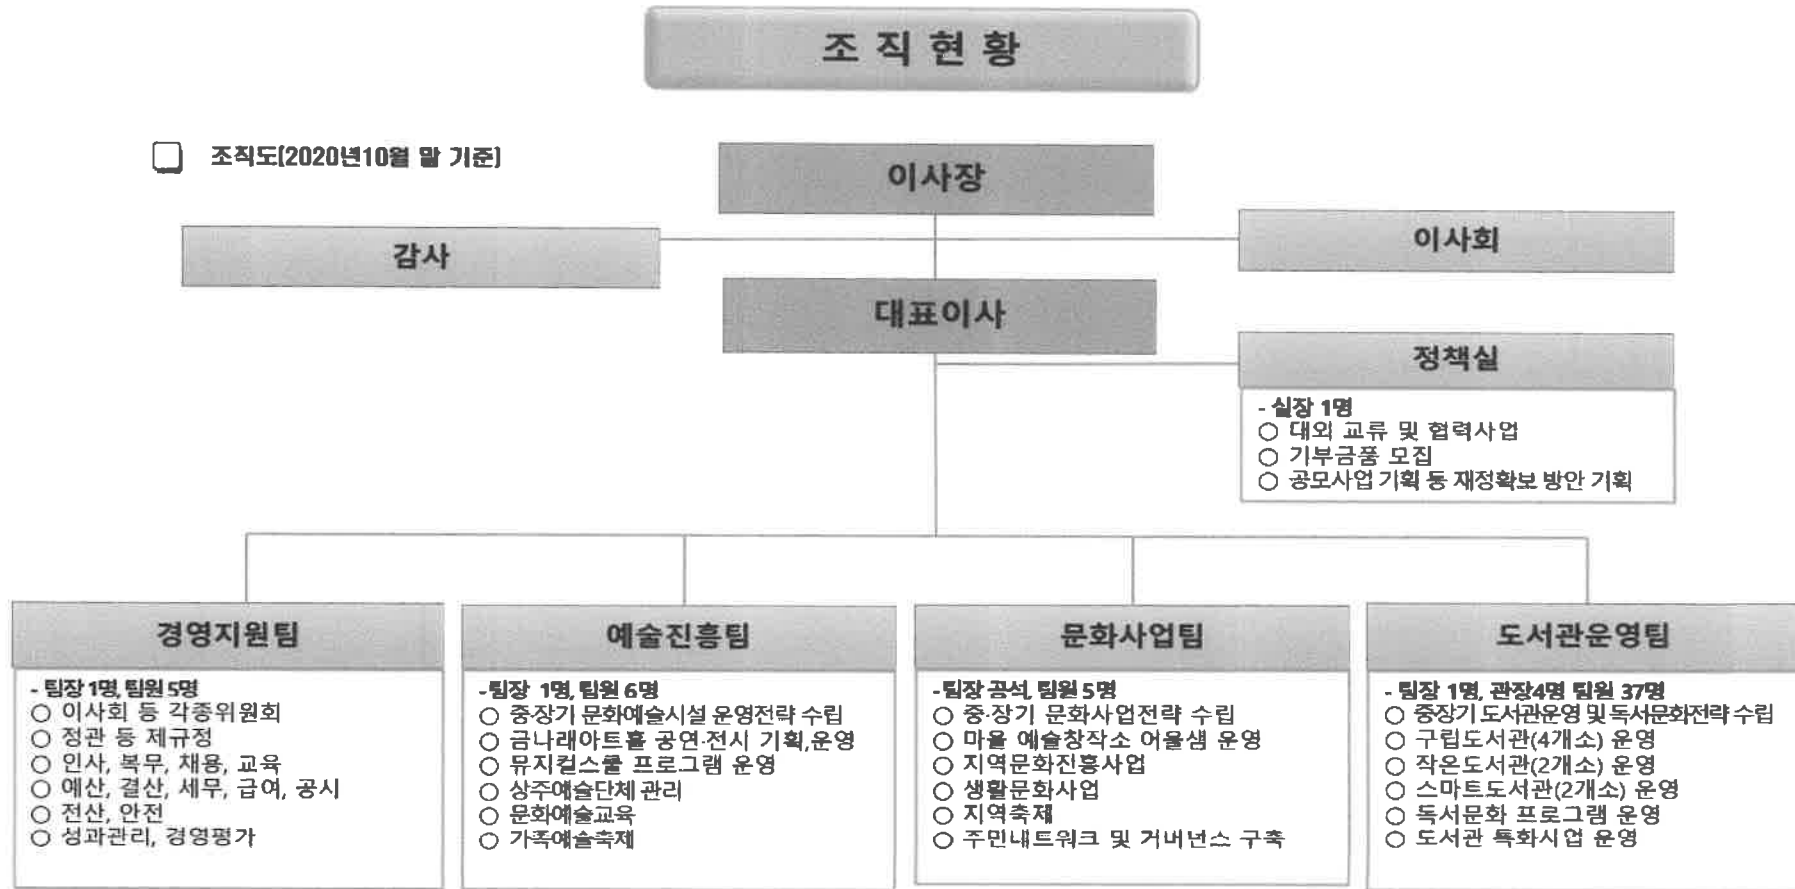 조 직 현 황
조직도(2020년10월 말 기준)
이사장
감사
이사회
대표이사
정책실
- 실장 1명
○ 대외 교류 및 협력사업
○ 기부금품 모집
○ 공모사업 기획 등 재정확보 방안 기획
경영지원팀
- 팀장 1명, 팀원 5명
○ 이사회 등 각종위원회
○ 정관 등 제규정
○ 인사, 복무, 채용, 교육
○ 예산, 결산, 세무, 급여, 공시
○ 전산, 안전
○ 성과관리, 경영평가
예술진흥팀
-팀장 1명, 팀원 6명
○ 중·장기 문화예술시설 운영전략 수립
○ 금나래아트홀 공연·전시 기획,운영
○ 뮤지컬스쿨 프로그램 운영
○ 상주예술단체 관리
○ 문화예술교육
○ 가족예술축제
문화사업팀
-팀장 공석, 팀원 5명
○ 중·장기 문화사업전략 수립
○ 마을 예술창작소 어울샘 운영
○ 지역문화진흥사업
○ 생활문화사업
○ 지역축제
○ 주민네트워크 및 거버넌스 구축
도서관운영팀
- 팀장 1명, 관장4명 팀원 37명
○ 중장기 도서관운영 및 독서문화전략 수립
○ 구립도서관(4개소) 운영
○ 작은도서관(2개소) 운영
○ 스마트도서관(2개소) 운영
○ 독서문화 프로그램 운영
○ 도서관 특화사업 운영